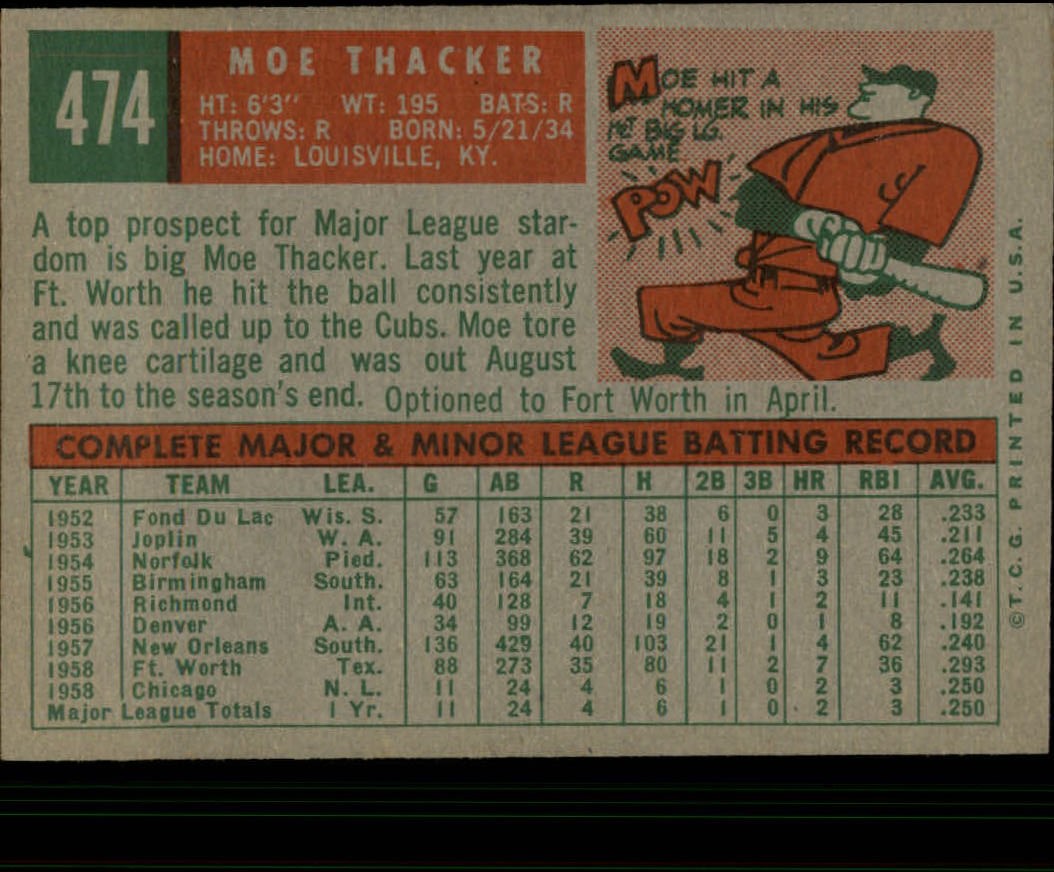 474
MOE THACKER
HT: 6'3" WT: 195 BATS: R
THROWS: R BORN: 5/21/34
HOME: LOUISVILLE, KY.
MOE HIT A
HOMER IN HIS
1ST BIG LG.
GAME
POW
A top prospect for Major League star-
dom is big Moe Thacker. Last year at
Ft. Worth he hit the ball consistently
and was called up to the Cubs. Moe tore
a knee cartilage and was out August
17th to the season's end. Optioned to Fort Worth in April.
COMPLETE MAJOR & MINOR LEAGUE BATTING RECORD
YEAR TEAM LEA. G AB R H 2B 3B HR RBI AVG.
1952 Fond Du Lac Wis. S. 57 163 21 38 6 0 3 28 .233
1953 Joplin W. A. 91 284 39 60 11 5 4 45 .211
1954 Norfolk Pied. 113 368 62 97 18 2 9 64 .264
1955 Birmingham South. 63 164 21 39 8 1 3 23 .238
1956 Richmond Int. 40 128 7 18 4 1 2 11 .141
1956 Denver A. A. 34 99 12 19 2 0 1 8 .192
1957 New Orleans South. 136 429 40 103 21 1 4 62 .240
1958 Ft. Worth Tex. 88 273 35 80 11 2 7 36 .293
1958 Chicago N. L. 11 24 4 6 1 0 2 3 .250
Major League Totals 1 Yr. 11 24 4 6 1 0 2 3 .250
©T.C.G. PRINTED IN U.S.A.